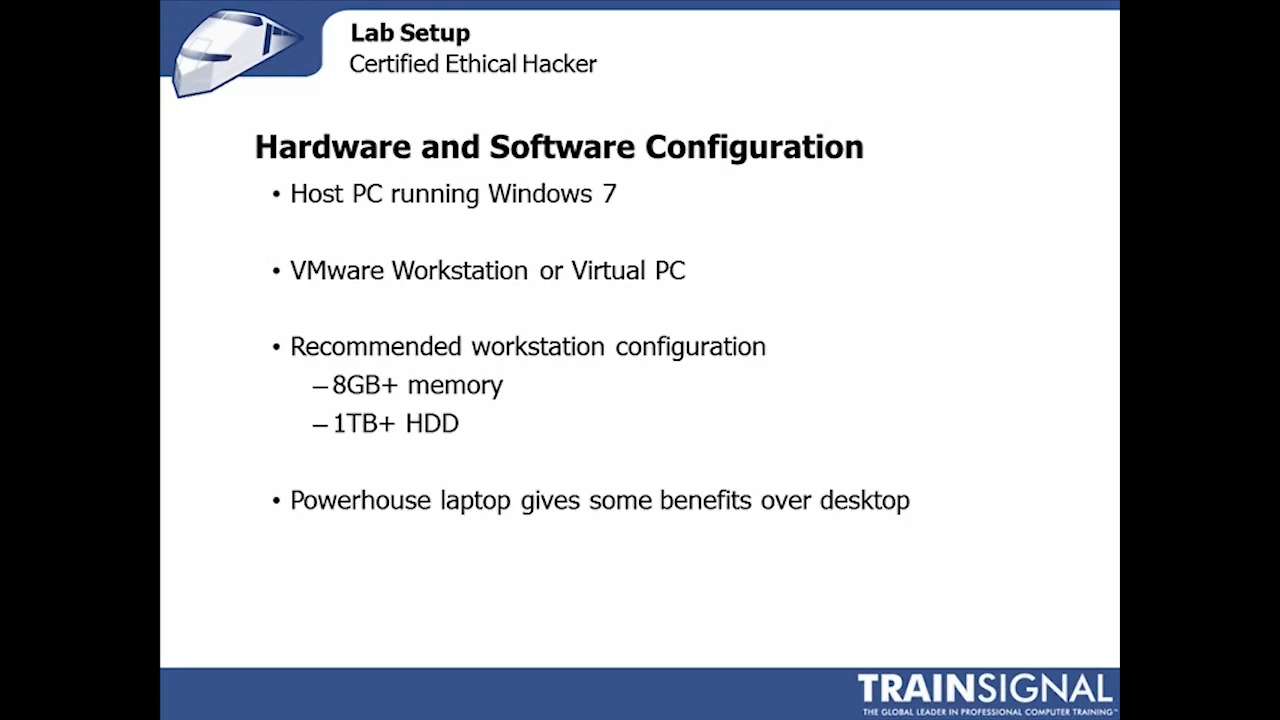 Lab Setup
Certified Ethical Hacker
Hardware and Software Configuration
• Host PC running Windows 7
• VMware Workstation or Virtual PC
• Recommended workstation configuration
– 8GB+ memory
– 1TB+ HDD
• Powerhouse laptop gives some benefits over desktop
TRAINSIGNAL
THE GLOBAL LEADER IN PROFESSIONAL COMPUTER TRAINING™